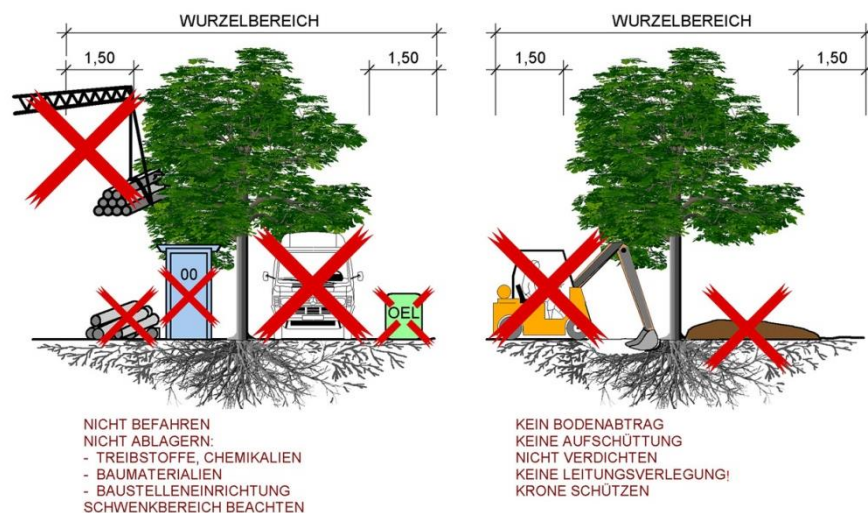 WURZELBEREICH
1,50
1,50
00
OEL
NICHT BEFAHREN
NICHT ABLAGERN:
- TREIBSTOFFE, CHEMIKALIEN
- BAUMATERIALIEN
- BAUSTELLENEINRICHTUNG
SCHWENKBEREICH BEACHTEN
WURZELBEREICH
1,50
1,50
KEIN BODENABTRAG
KEINE AUFSCHÜTTUNG
NICHT VERDICHTEN
KEINE LEITUNGSVERLEGUNG!
KRONE SCHÜTZEN